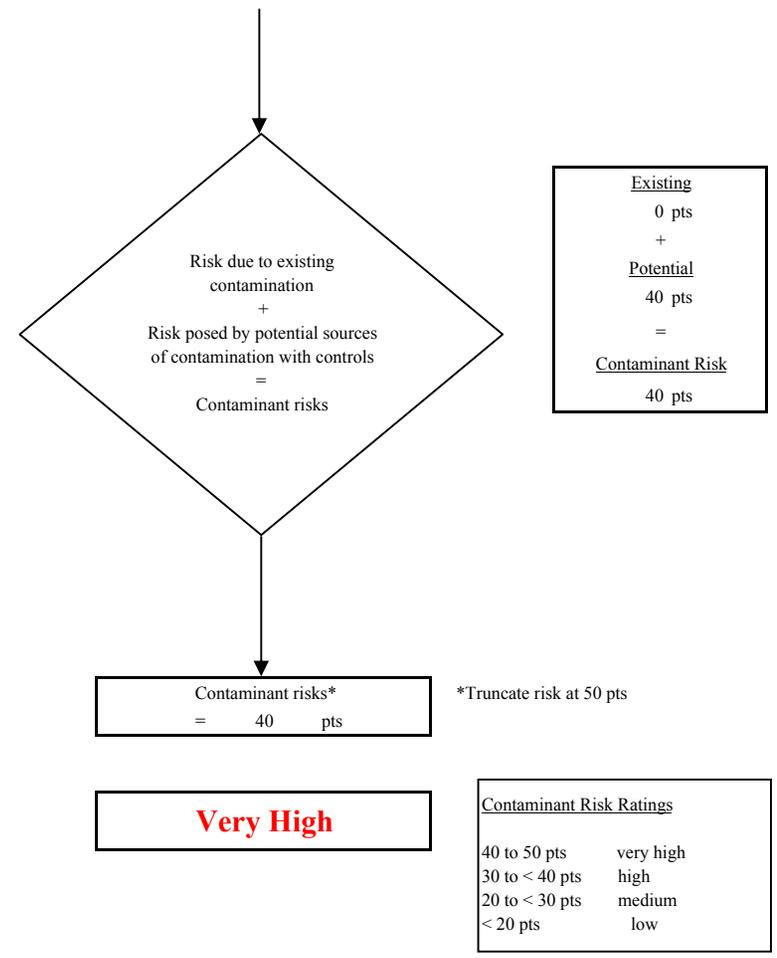 Risk due to existing
contamination
+
Risk posed by potential sources
of contamination with controls
=
Contaminant risks
Existing
0 pts
+
Potential
40 pts
=
Contaminant Risk
40 pts
Contaminant risks*
= 40 pts
*Truncate risk at 50 pts
Very High
Contaminant Risk Ratings
40 to 50 pts very high
30 to < 40 pts high
20 to < 30 pts medium
< 20 pts low